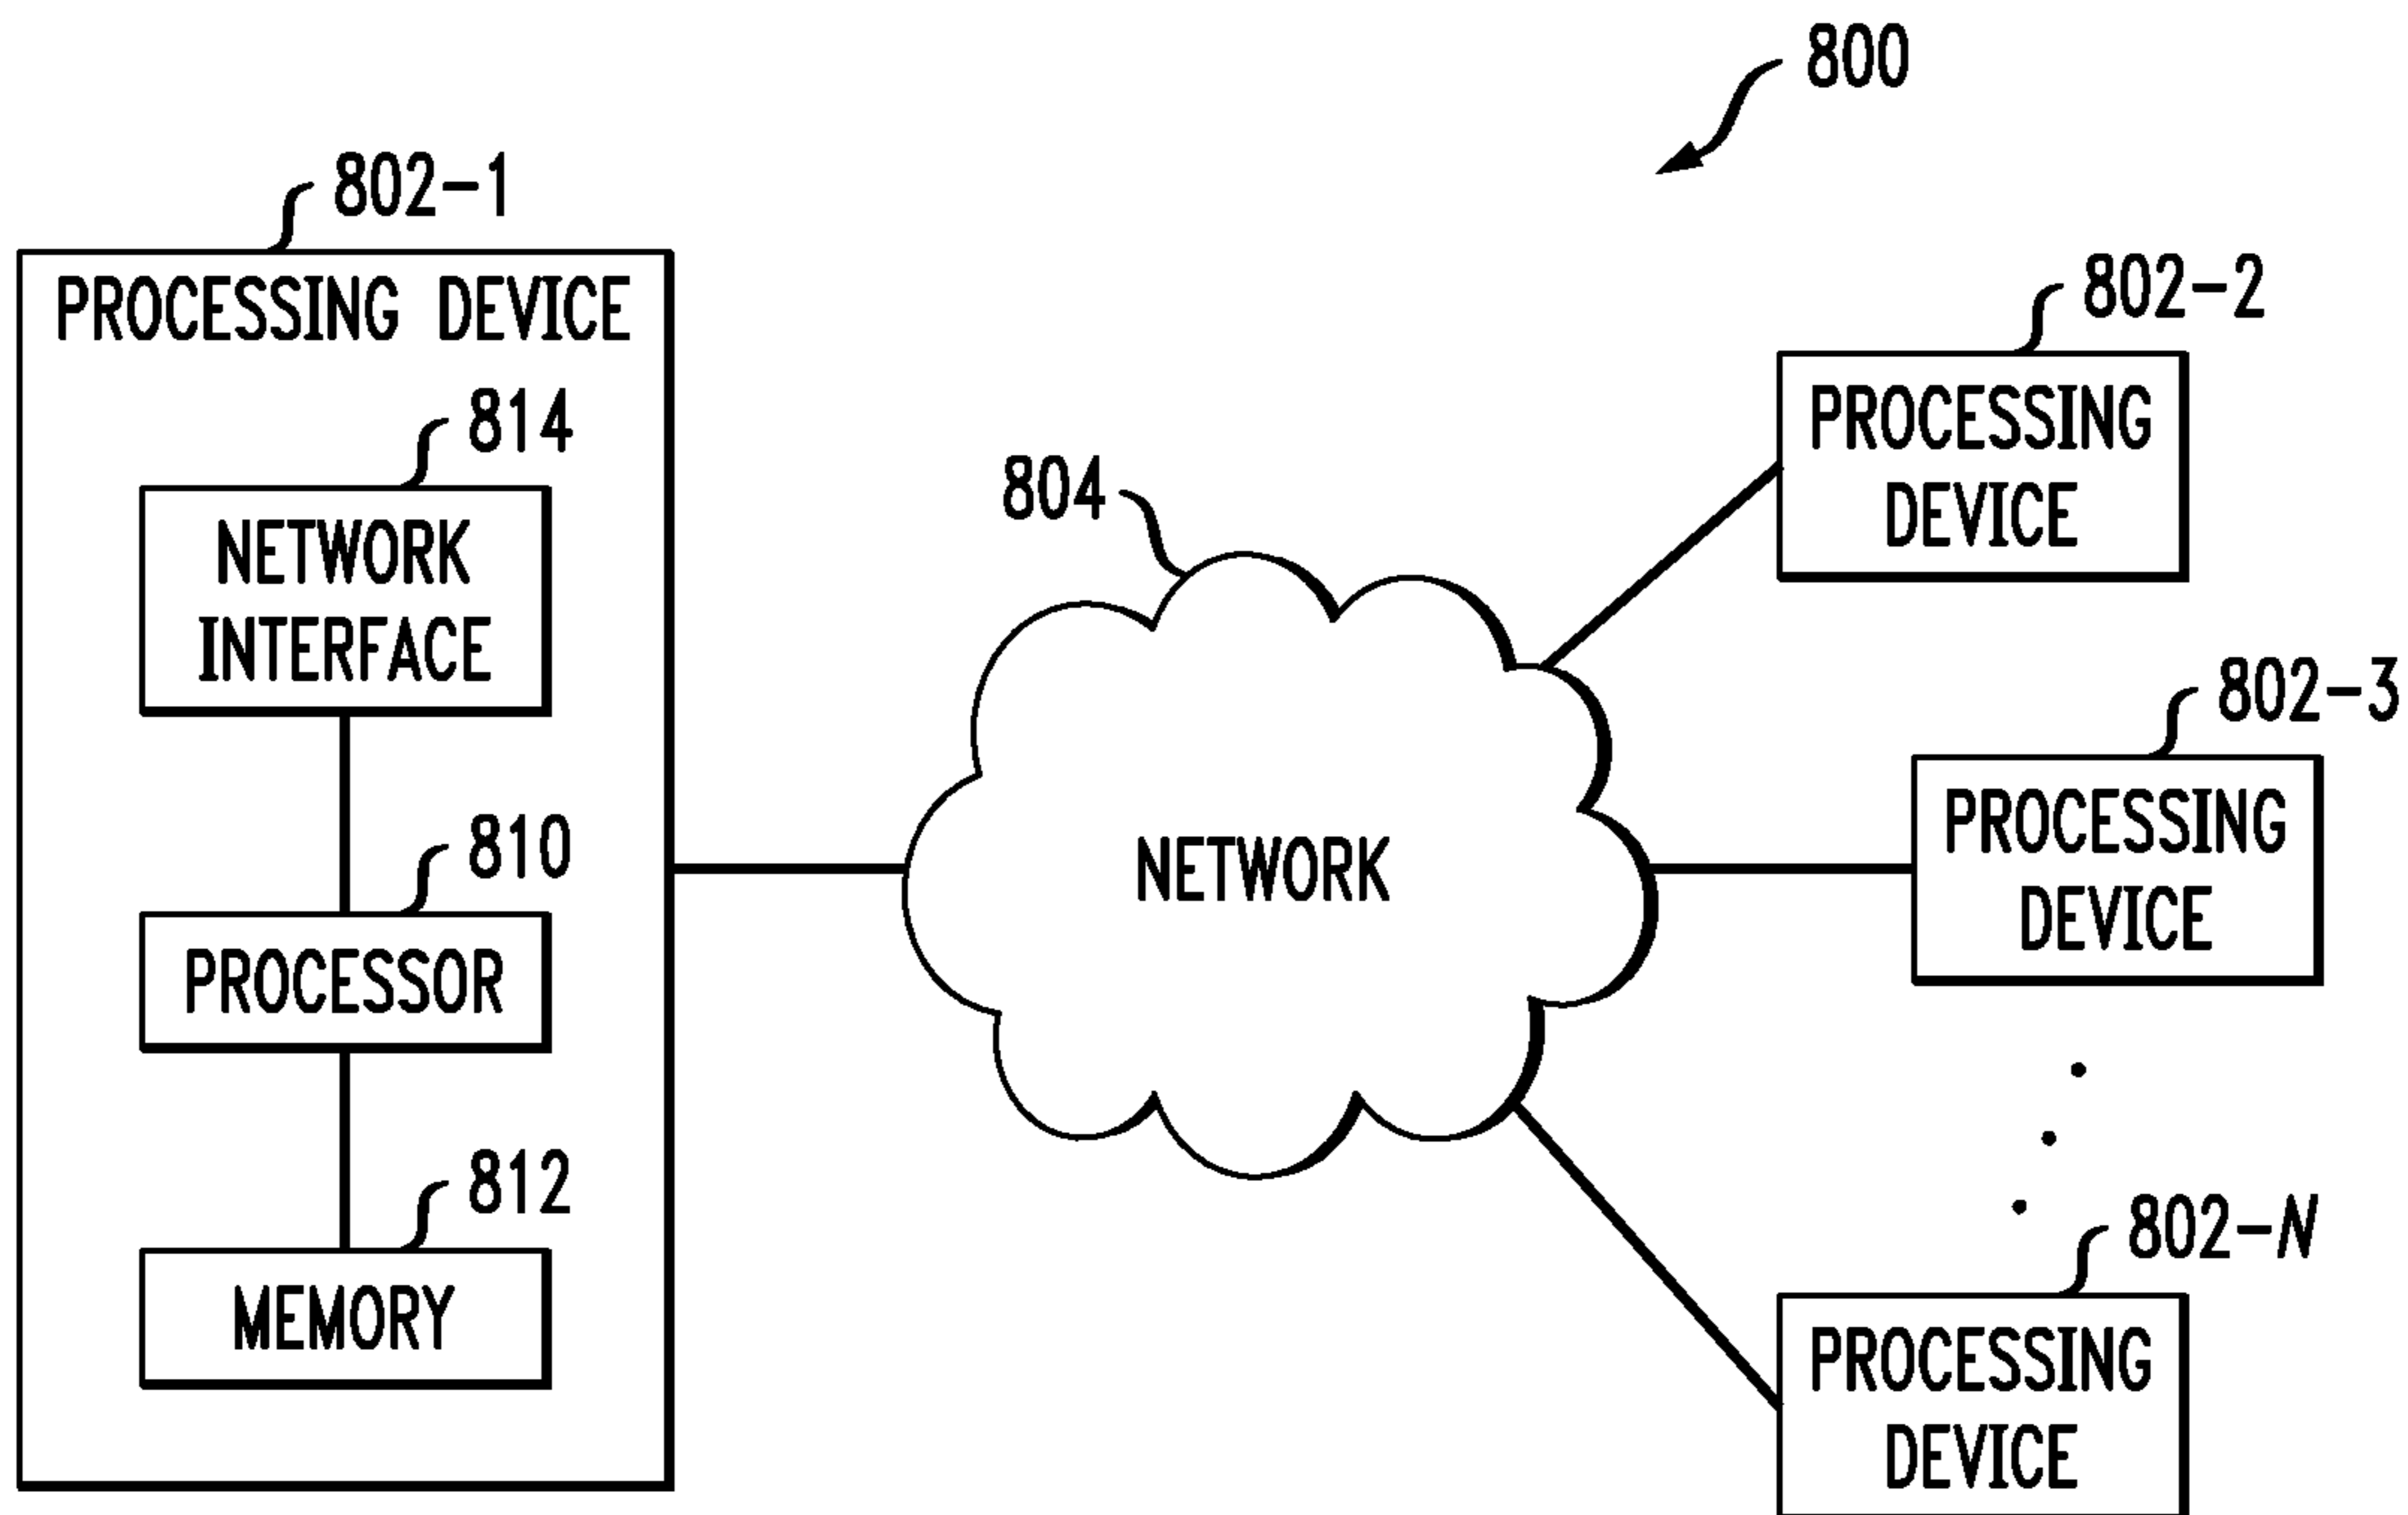 800
802-1
PROCESSING DEVICE
814
NETWORK
INTERFACE
810
PROCESSOR
812
MEMORY
804
NETWORK
802-2
PROCESSING
DEVICE
802-3
PROCESSING
DEVICE
802-N
PROCESSING
DEVICE